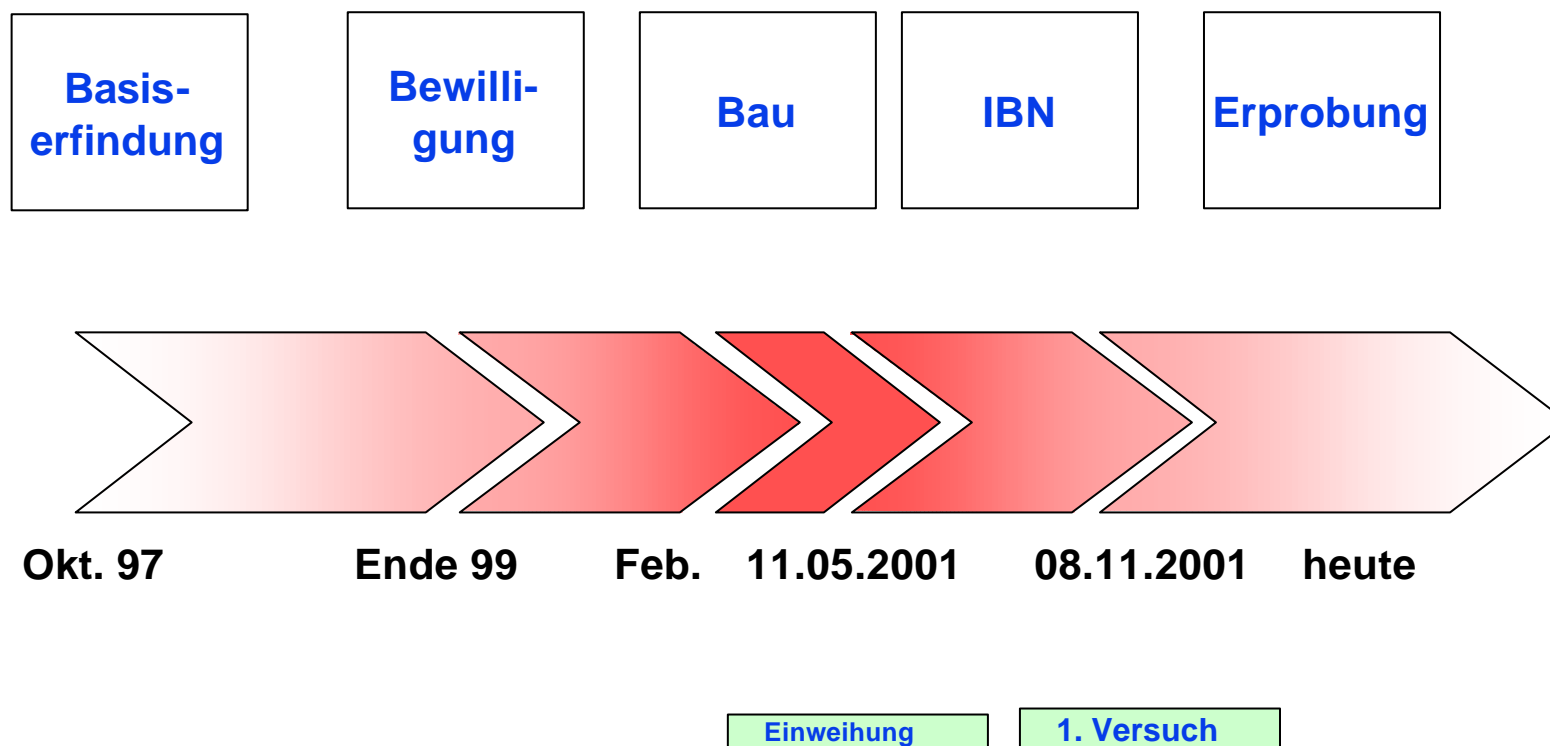 Basis-
erfindung
Bewilli-
gung
Bau
IBN
Erprobung
Okt. 97
Ende 99
Feb.
11.05.2001
08.11.2001
heute
Einweihung
1. Versuch